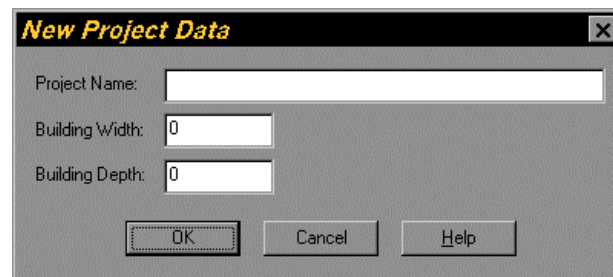 New Project Data
Project Name:
Building Width: 0
Building Depth: 0
OK Cancel Help